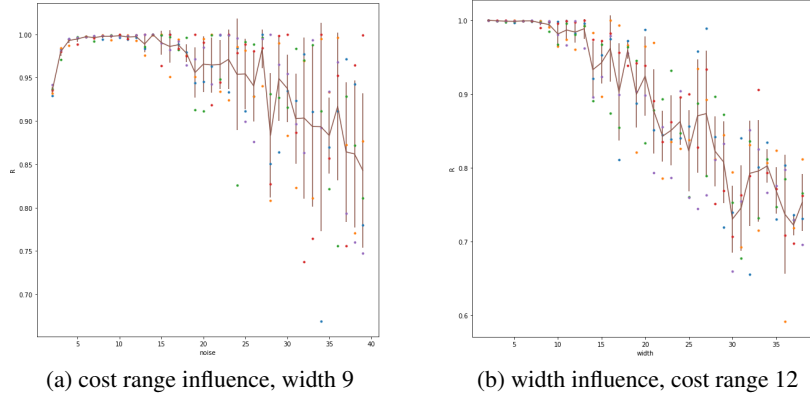 1.00
0.95
0.90
0.85
0.80
0.75
0.70
R
0 5 10 15 20 25 30 35 40
noise
(a) cost range influence, width 9
1.0
0.9
0.8
0.7
0.6
R
5 10 15 20 25 30 35
width
(b) width influence, cost range 12